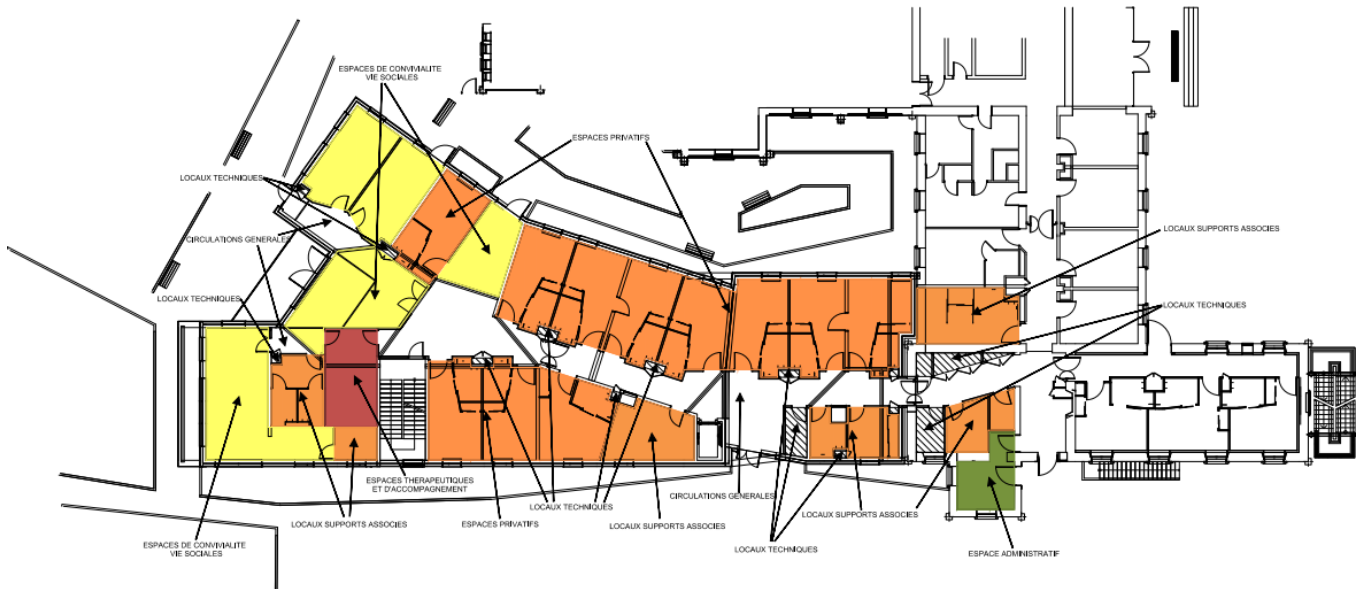 ESPACES DE CONVIVIALITE
VIE SOCIALES
ESPACES PRIVATIFS
LOCAUX TECHNIQUES
LOCAUX SUPPORTS ASSOCIES
CIRCULATIONS GENERALES
LOCAUX TECHNIQUES
LOCAUX TECHNIQUES
ESPACES THERAPEUTIQUES
ET D'ACCOMPAGNEMENT
CIRCULATIONS GENERALES
LOCAUX TECHNIQUES
LOCAUX SUPPORTS ASSOCIES
LOCAUX SUPPORTS ASSOCIES
ESPACES PRIVATIFS
LOCAUX SUPPORTS ASSOCIES
ESPACES DE CONVIVIALITE
VIE SOCIALES
LOCAUX TECHNIQUES
ESPACE ADMINISTRATIF